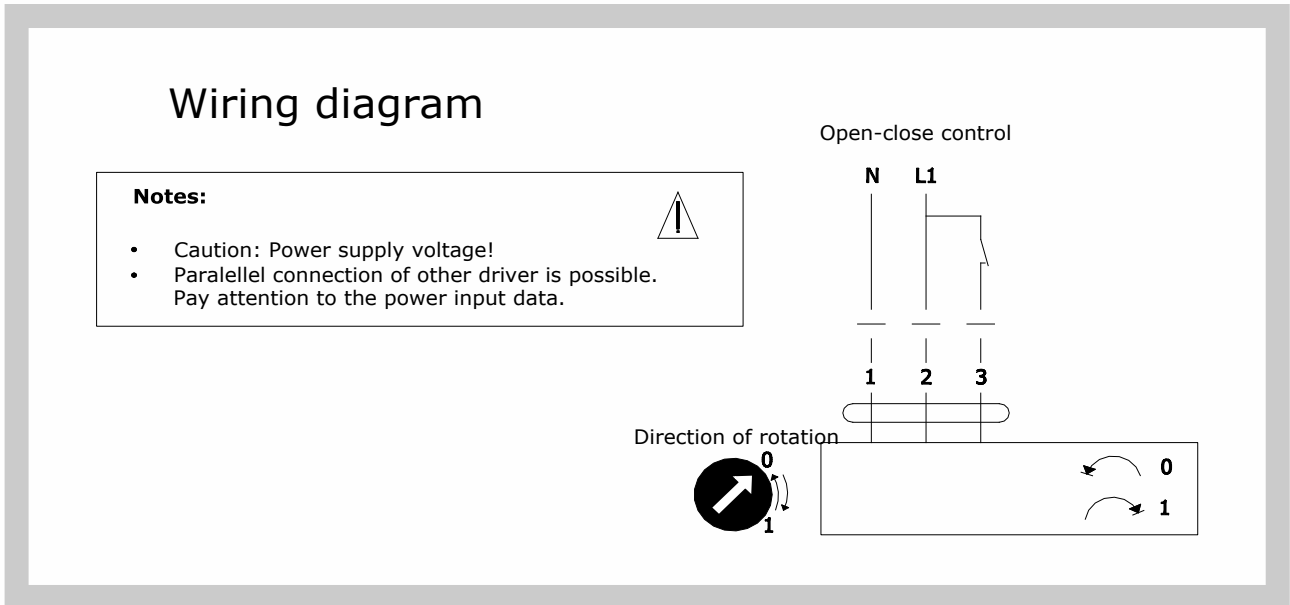 Wiring diagram
Notes:
• Caution: Power supply voltage!
• Paralellel connection of other driver is possible.
Pay attention to the power input data.
Open-close control
N L1
1 2 3
Direction of rotation
0
1
0
1